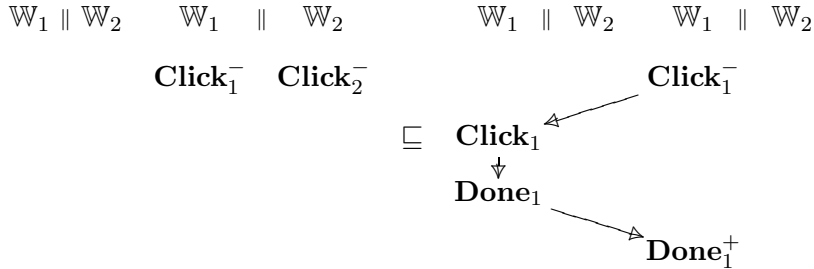 𝕎₁ ∥ 𝕎₂ 𝕎₁ ∥ 𝕎₂ 𝕎₁ ∥ 𝕎₂ 𝕎₁ ∥ 𝕎₂
Click₁⁻ Click₂⁻ Click₁⁻
⊑ Click₁
Done₁
Done₁⁺